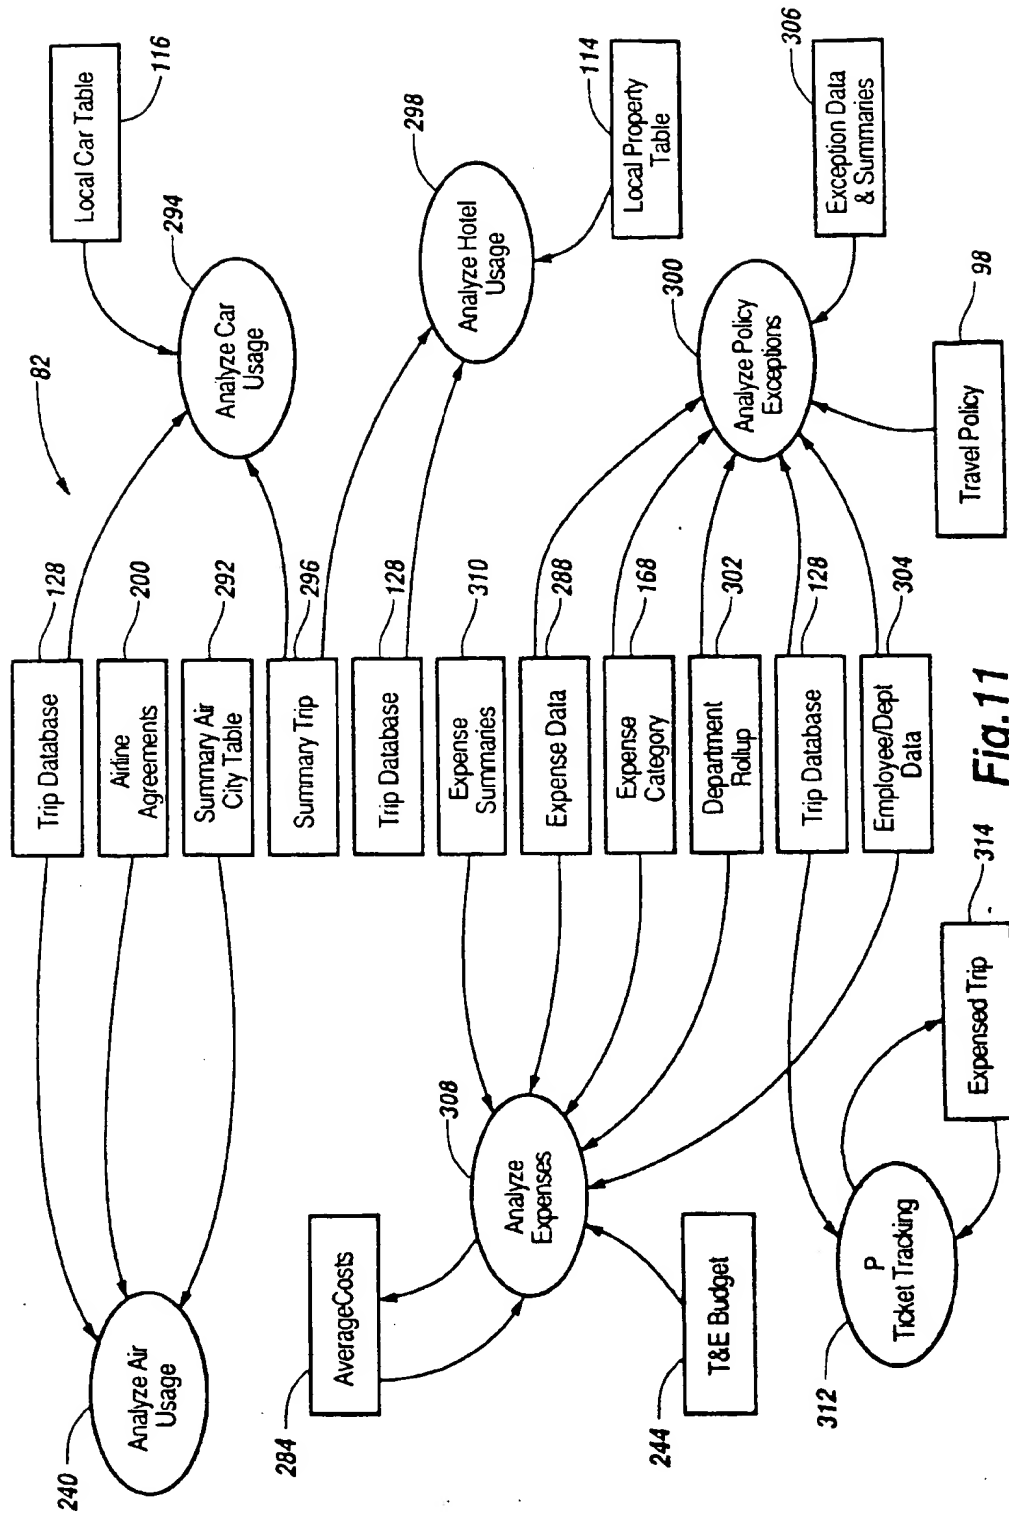 82
Local Car Table
116
Analyze Car
Usage
294
Analyze Hotel
Usage
298
Local Property
Table
114
Analyze Policy
Exceptions
300
Exception Data
& Summaries
306
Travel Policy
98
Trip Database
128
Airline
Agreements
200
Summary Air
City Table
292
Summary Trip
296
Trip Database
128
Expense
Summaries
310
Expense Data
288
Expense
Category
168
Department
Rollup
302
Trip Database
128
Employee/Dept
Data
304
Analyze Air
Usage
240
AverageCosts
284
Analyze
Expenses
308
T&E Budget
244
P
Ticket Tracking
312
Expensed Trip
314
Fig.11